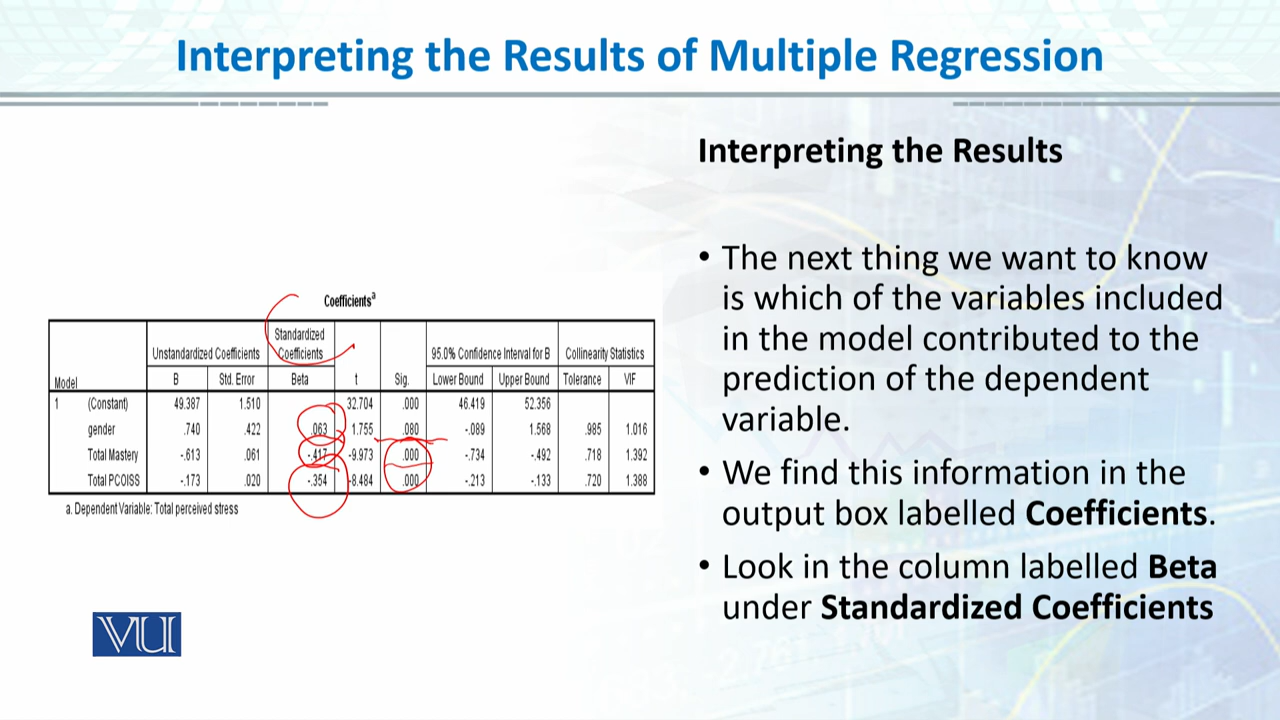 Interpreting the Results of Multiple Regression
Interpreting the Results
• The next thing we want to know
is which of the variables included
in the model contributed to the
prediction of the dependent
variable.
• We find this information in the
output box labelled Coefficients.
• Look in the column labelled Beta
under Standardized Coefficients
Coefficientsa
Model Unstandardized Coefficients Standardized Coefficients t Sig. 95.0% Confidence Interval for B Collinearity Statistics
B Std. Error Beta Lower Bound Upper Bound Tolerance VIF
1 (Constant) 49.387 1.510 32.704 .000 46.419 52.356
gender .740 .422 .063 1.755 .080 -.089 1.568 .985 1.016
Total Mastery -.613 .061 -.417 -9.973 .000 -.734 -.492 .718 1.392
Total PCOISS -.173 .020 -.354 -8.484 .000 -.213 -.133 .720 1.388
a. Dependent Variable: Total perceived stress
VU